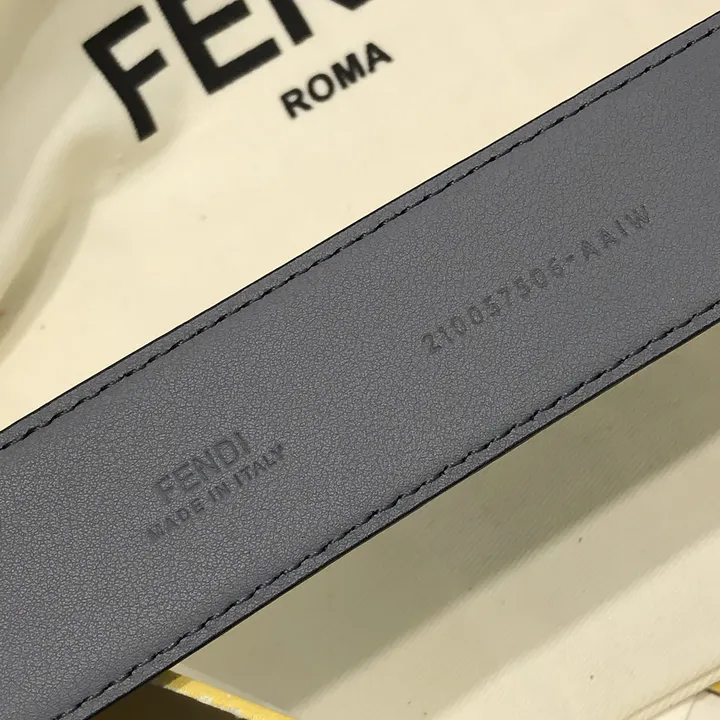 FEN
ROMA
210057506-AAIW
FENDI
MADE IN ITALY